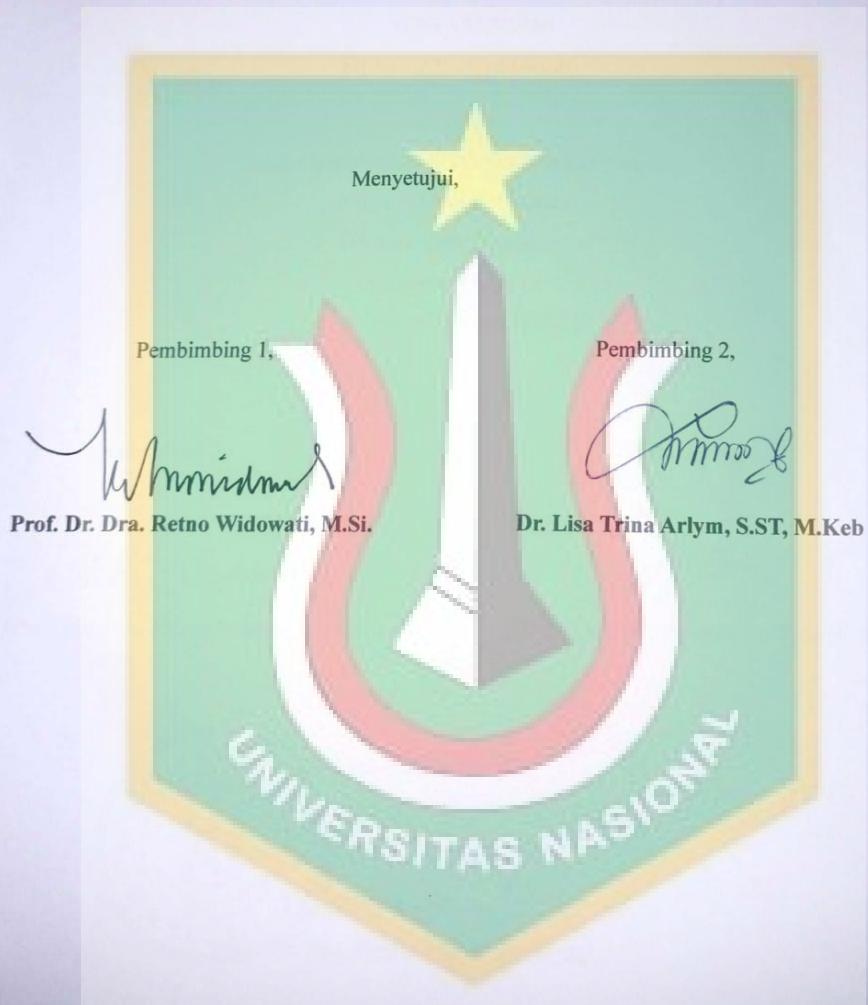 Menyetujui,
Pembimbing 1, Pembimbing 2,
Prof. Dr. Dra. Retno Widowati, M.Si. Dr. Lisa Trina Arlym, S.ST, M.Keb
UNIVERSITAS NASIONAL